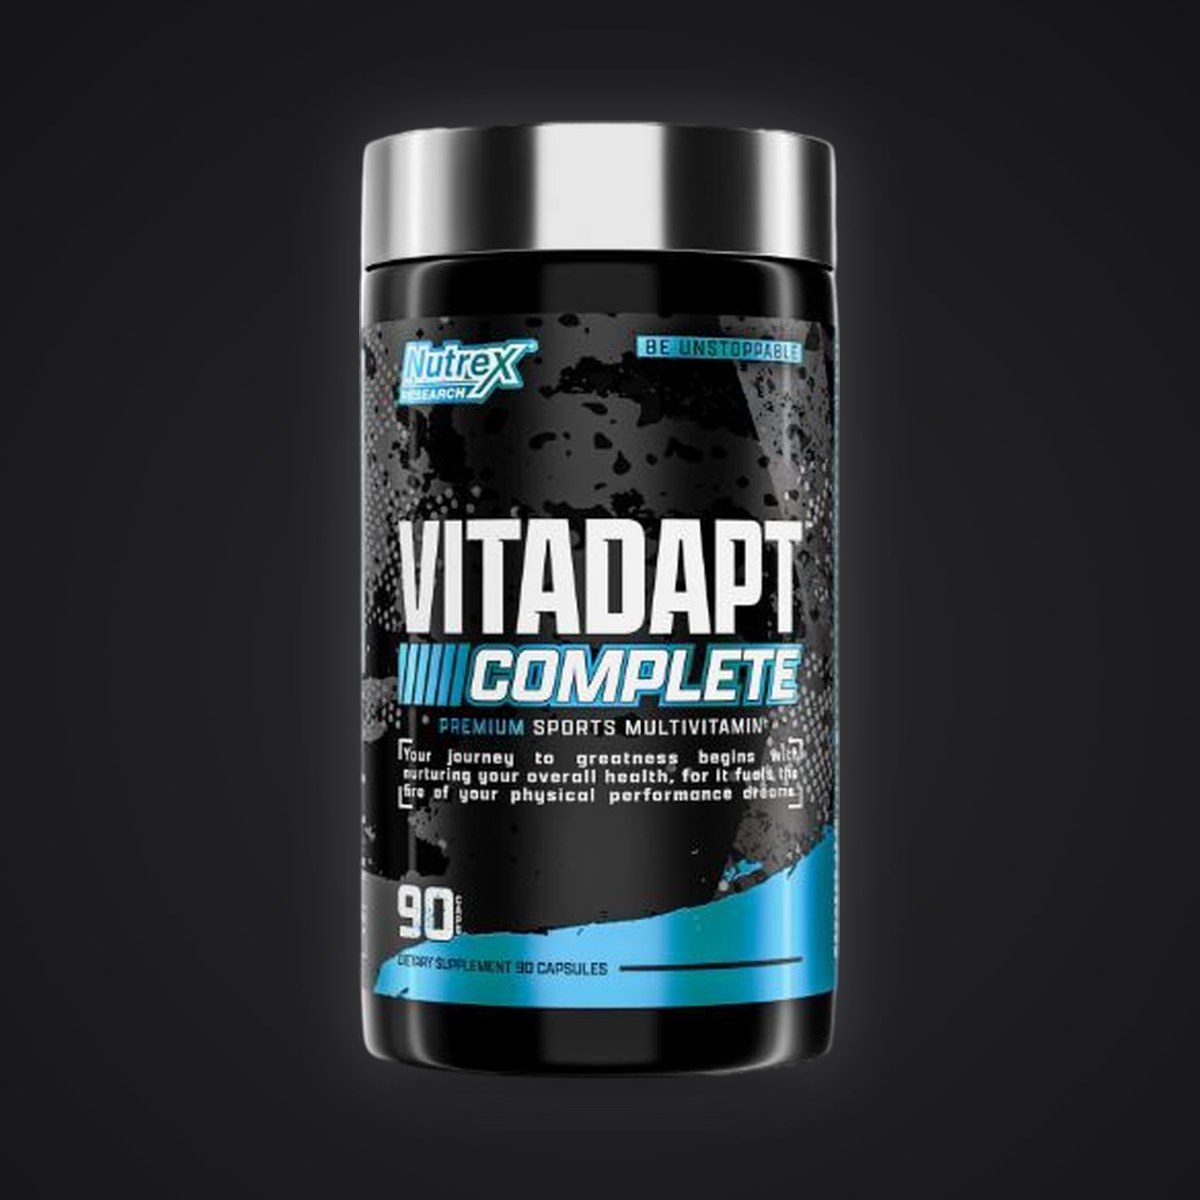 Nutrex
RESEARCH
BE UNSTOPPABLE
VITADAPT
COMPLETE
PREMIUM SPORTS MULTIVITAMIN
Your journey to greatness begins with
nurturing your overall health, for it fuels the
fire of your physical performance dreams.
90
CAPS
DIETARY SUPPLEMENT 90 CAPSULES